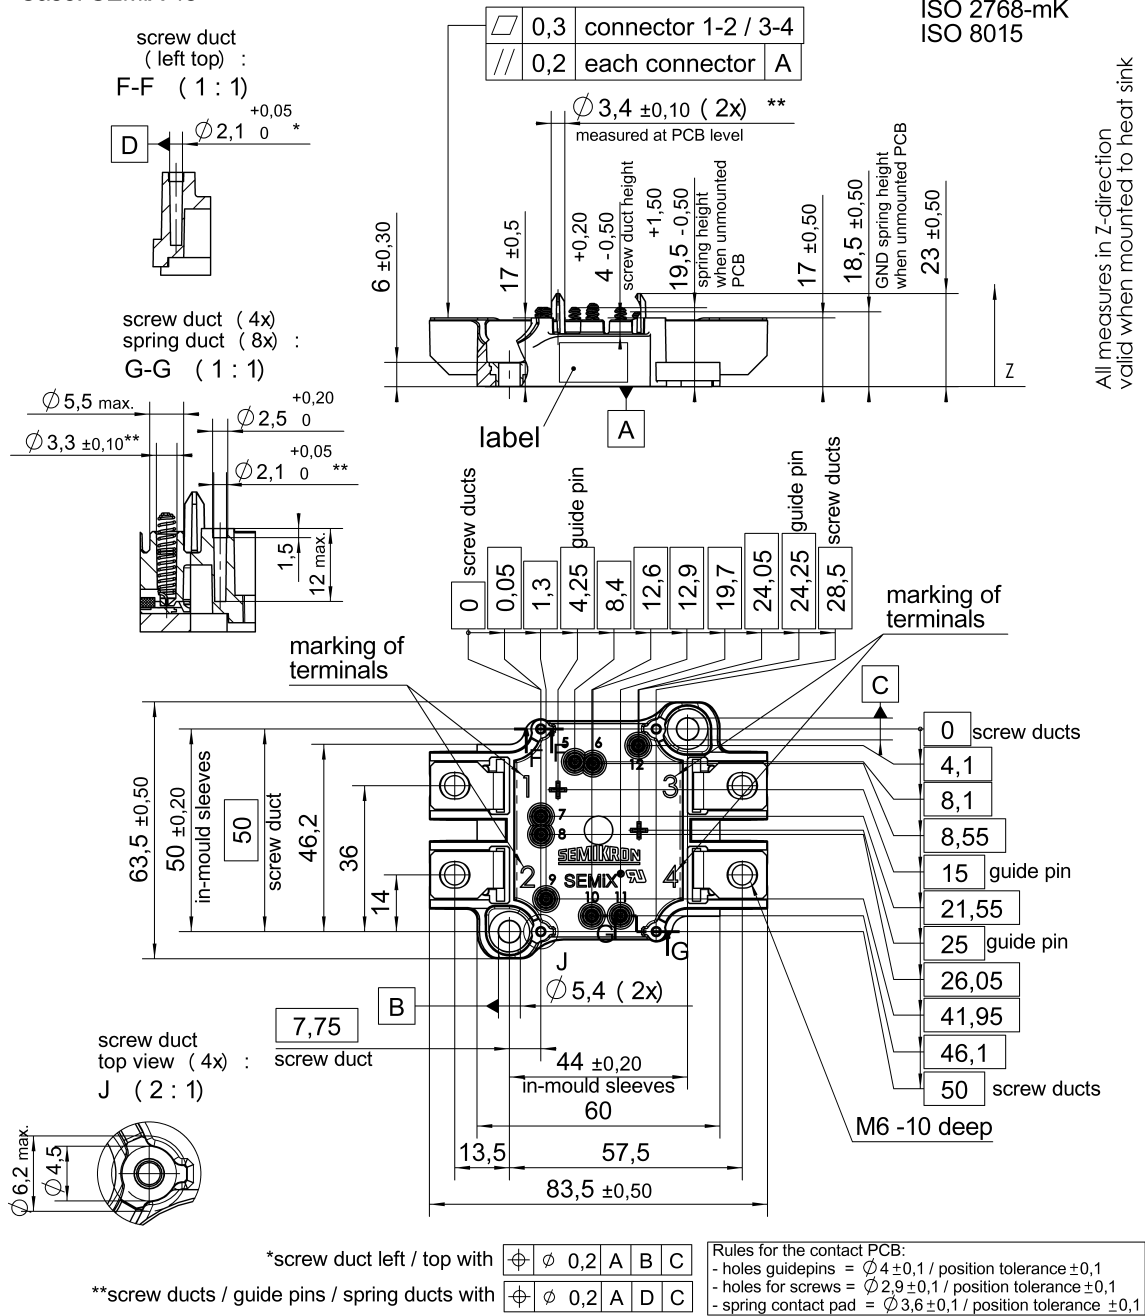 ISO 2768-mK
ISO 8015
screw duct
( left top) :
F-F ( 1 : 1 )
D
∅ 2,1 +0,05 0 *
▱ 0,3 connector 1-2 / 3-4
// 0,2 each connector A
∅ 3,4 ±0,10 ( 2x) **
measured at PCB level
6 ±0,30
17 ±0,5
4 +0,20 -0,50
screw duct height
19,5 +1,50 -0,50
spring height
when unmounted
PCB
17 ±0,50
18,5 ±0,50
GND spring height
when unmounted PCB
23 ±0,50
Z
All measures in Z-direction
valid when mounted to heat sink
label
A
screw duct ( 4x)
spring duct ( 8x) :
G-G ( 1 : 1)
∅ 5,5 max.
∅ 2,5 +0,20 0
∅ 3,3 ±0,10**
∅ 2,1 +0,05 0 **
1,5
12 max.
0 screw ducts
0,05
1,3
4,25 guide pin
8,4
12,6
12,9
19,7
24,05
24,25 guide pin
28,5 screw ducts
marking of
terminals
marking of
terminals
C
63,5 ±0,50
50 ±0,20
in-mould sleeves
50
screw duct
46,2
36
14
F
F
5
6
12
1
3
7
8
SEMIKRON
2
SEMIX®
4
9
10
11
G
G
J
0 screw ducts
4,1
8,1
8,55
15 guide pin
21,55
25 guide pin
26,05
41,95
46,1
50 screw ducts
B
∅ 5,4 ( 2x)
7,75
screw duct
44 ±0,20
in-mould sleeves
60
13,5
57,5
83,5 ±0,50
M6 -10 deep
screw duct
top view ( 4x) :
J ( 2 : 1)
∅ 6,2 max.
∅ 4,5
*screw duct left / top with ⌖ ∅ 0,2 A B C
**screw ducts / guide pins / spring ducts with ⌖ ∅ 0,2 A D C
Rules for the contact PCB:
- holes guidepins = ∅ 4±0,1 / position tolerance ±0,1
- holes for screws = ∅ 2,9±0,1 / position tolerance ±0,1
- spring contact pad = ∅ 3,6±0,1 / position tolerance ±0,1